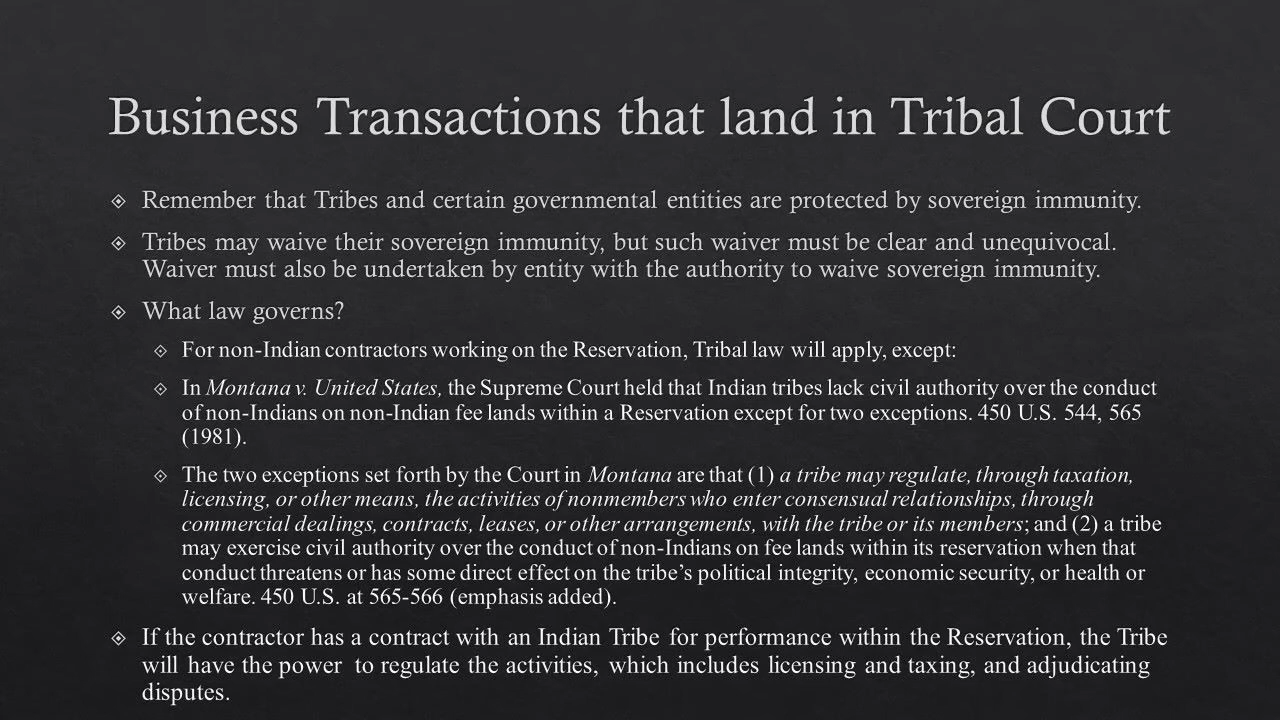 Business Transactions that land in Tribal Court
Remember that Tribes and certain governmental entities are protected by sovereign immunity.
Tribes may waive their sovereign immunity, but such waiver must be clear and unequivocal.
Waiver must also be undertaken by entity with the authority to waive sovereign immunity.
What law governs?
For non-Indian contractors working on the Reservation, Tribal law will apply, except:
In Montana v. United States, the Supreme Court held that Indian tribes lack civil authority over the conduct
of non-Indians on non-Indian fee lands within a Reservation except for two exceptions. 450 U.S. 544, 565
(1981).
The two exceptions set forth by the Court in Montana are that (1) a tribe may regulate, through taxation,
licensing, or other means, the activities of nonmembers who enter consensual relationships, through
commercial dealings, contracts, leases, or other arrangements, with the tribe or its members; and (2) a tribe
may exercise civil authority over the conduct of non-Indians on fee lands within its reservation when that
conduct threatens or has some direct effect on the tribe’s political integrity, economic security, or health or
welfare. 450 U.S. at 565-566 (emphasis added).
If the contractor has a contract with an Indian Tribe for performance within the Reservation, the Tribe
will have the power to regulate the activities, which includes licensing and taxing, and adjudicating
disputes.